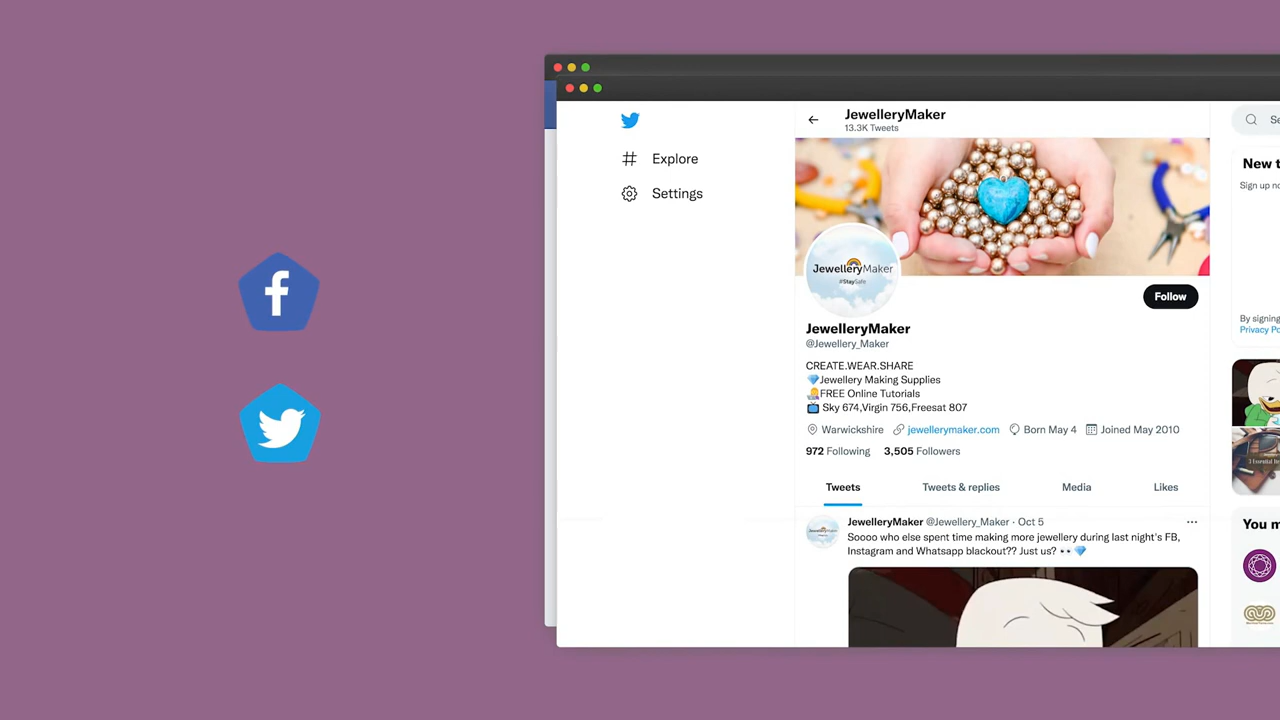 JewelleryMaker
13.3K Tweets
Explore
Settings
JewelleryMaker
#StaySafe
Follow
JewelleryMaker
@Jewellery_Maker
CREATE.WEAR.SHARE
Jewellery Making Supplies
FREE Online Tutorials
Sky 674,Virgin 756,Freesat 807
Warwickshire jewellerymaker.com Born May 4 Joined May 2010
972 Following 3,505 Followers
Tweets Tweets & replies Media Likes
JewelleryMaker @Jewellery_Maker · Oct 5
Soooo who else spent time making more jewellery during last night's FB,
Instagram and Whatsapp blackout?? Just us?
Se
New t
Sign up no
By signing
Privacy Po
You m